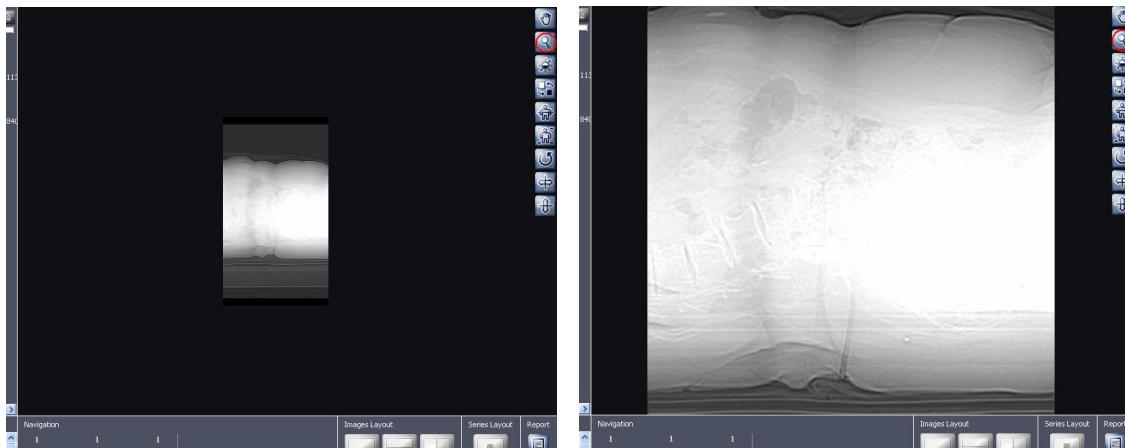 113
840
Navigation
1 1 1
Images Layout
Series Layout
Report
113
840
Navigation
1 1 1
Images Layout
Series Layout
Report